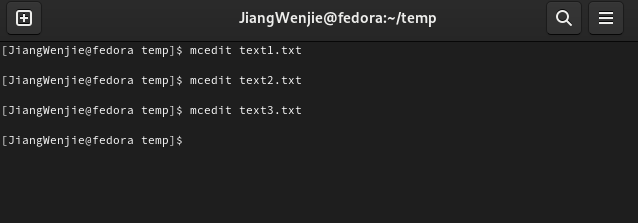 JiangWenjie@fedora:~/temp
[JiangWenjie@fedora temp]$ mcedit text1.txt
[JiangWenjie@fedora temp]$ mcedit text2.txt
[JiangWenjie@fedora temp]$ mcedit text3.txt
[JiangWenjie@fedora temp]$